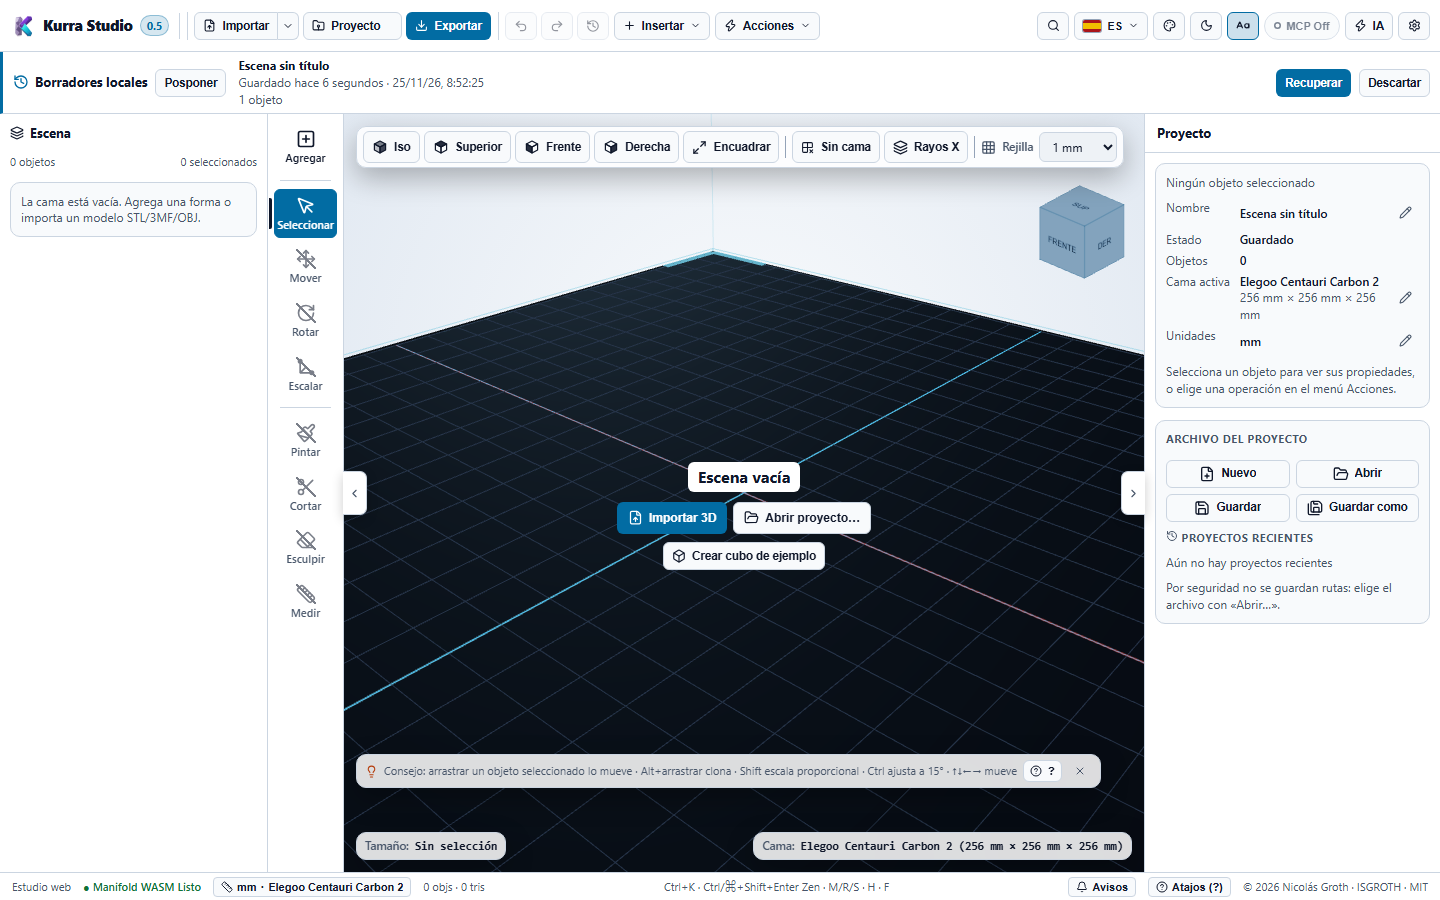 Kurra Studio 0.5 Importar Proyecto Exportar Insertar Acciones ES Aa MCP Off IA
Borradores locales Posponer
Escena sin título
Guardado hace 6 segundos · 25/11/26, 8:52:25
1 objeto
Recuperar Descartar
Escena
0 objetos 0 seleccionados
La cama está vacía. Agrega una forma o
importa un modelo STL/3MF/OBJ.
Agregar
Seleccionar
Mover
Rotar
Escalar
Pintar
Cortar
Esculpir
Medir
Iso Superior Frente Derecha Encuadrar Sin cama Rayos X Rejilla 1 mm
SUP
FRENTE DER
Escena vacía
Importar 3D Abrir proyecto...
Crear cubo de ejemplo
Consejo: arrastrar un objeto seleccionado lo mueve · Alt+arrastrar clona · Shift escala proporcional · Ctrl ajusta a 15° · ↑↓←→ mueve ?
Tamaño: Sin selección
Cama: Elegoo Centauri Carbon 2 (256 mm × 256 mm × 256 mm)
Proyecto
Ningún objeto seleccionado
Nombre Escena sin título
Estado Guardado
Objetos 0
Cama activa Elegoo Centauri Carbon 2
256 mm × 256 mm × 256
mm
Unidades mm
Selecciona un objeto para ver sus propiedades,
o elige una operación en el menú Acciones.
ARCHIVO DEL PROYECTO
Nuevo Abrir
Guardar Guardar como
PROYECTOS RECIENTES
Aún no hay proyectos recientes
Por seguridad no se guardan rutas: elige el
archivo con «Abrir...».
Estudio web Manifold WASM Listo mm · Elegoo Centauri Carbon 2 0 objs · 0 tris Ctrl+K · Ctrl/⌘+Shift+Enter Zen · M/R/S · H · F Avisos Atajos (?) © 2026 Nicolás Groth · ISGROTH · MIT